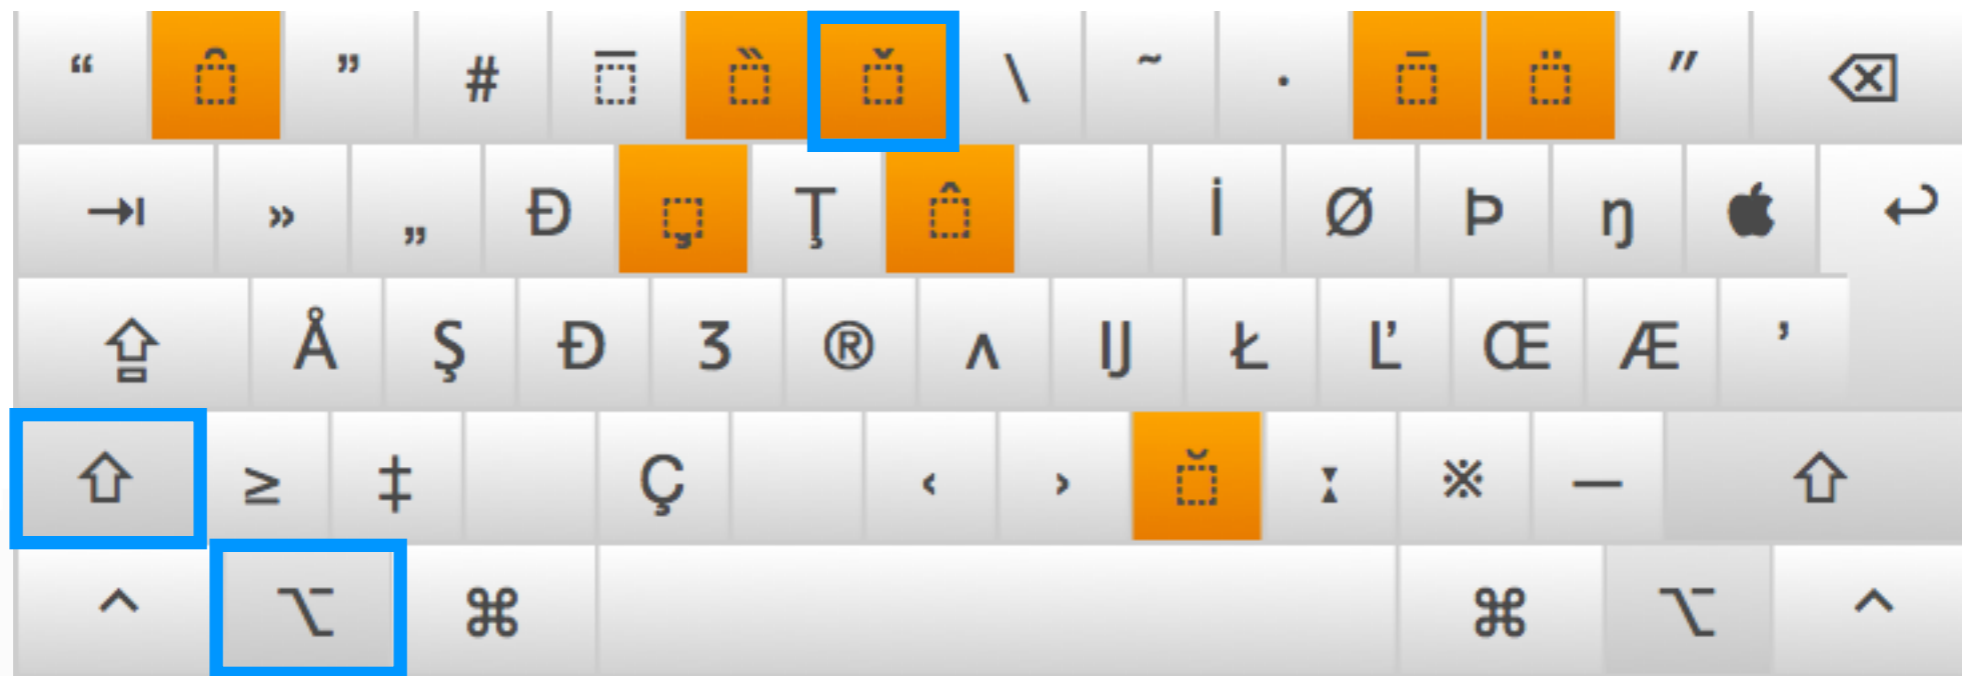 “ ̑ ” # ̅ ̏ ̌ \ ˜ · ̄ ̈ ″ ⌫
⇥ » „ Đ ̦ Ţ ̂ İ Ø Þ ŋ  ↩
⇪ Å Ş Đ Ʒ ® ʌ IJ Ł Ľ Œ Æ ’
⇧ ≥ ‡ Ç ‹ › ̆ ː ※ — ⇧
^ ⌥ ⌘ ⌘ ⌥ ^